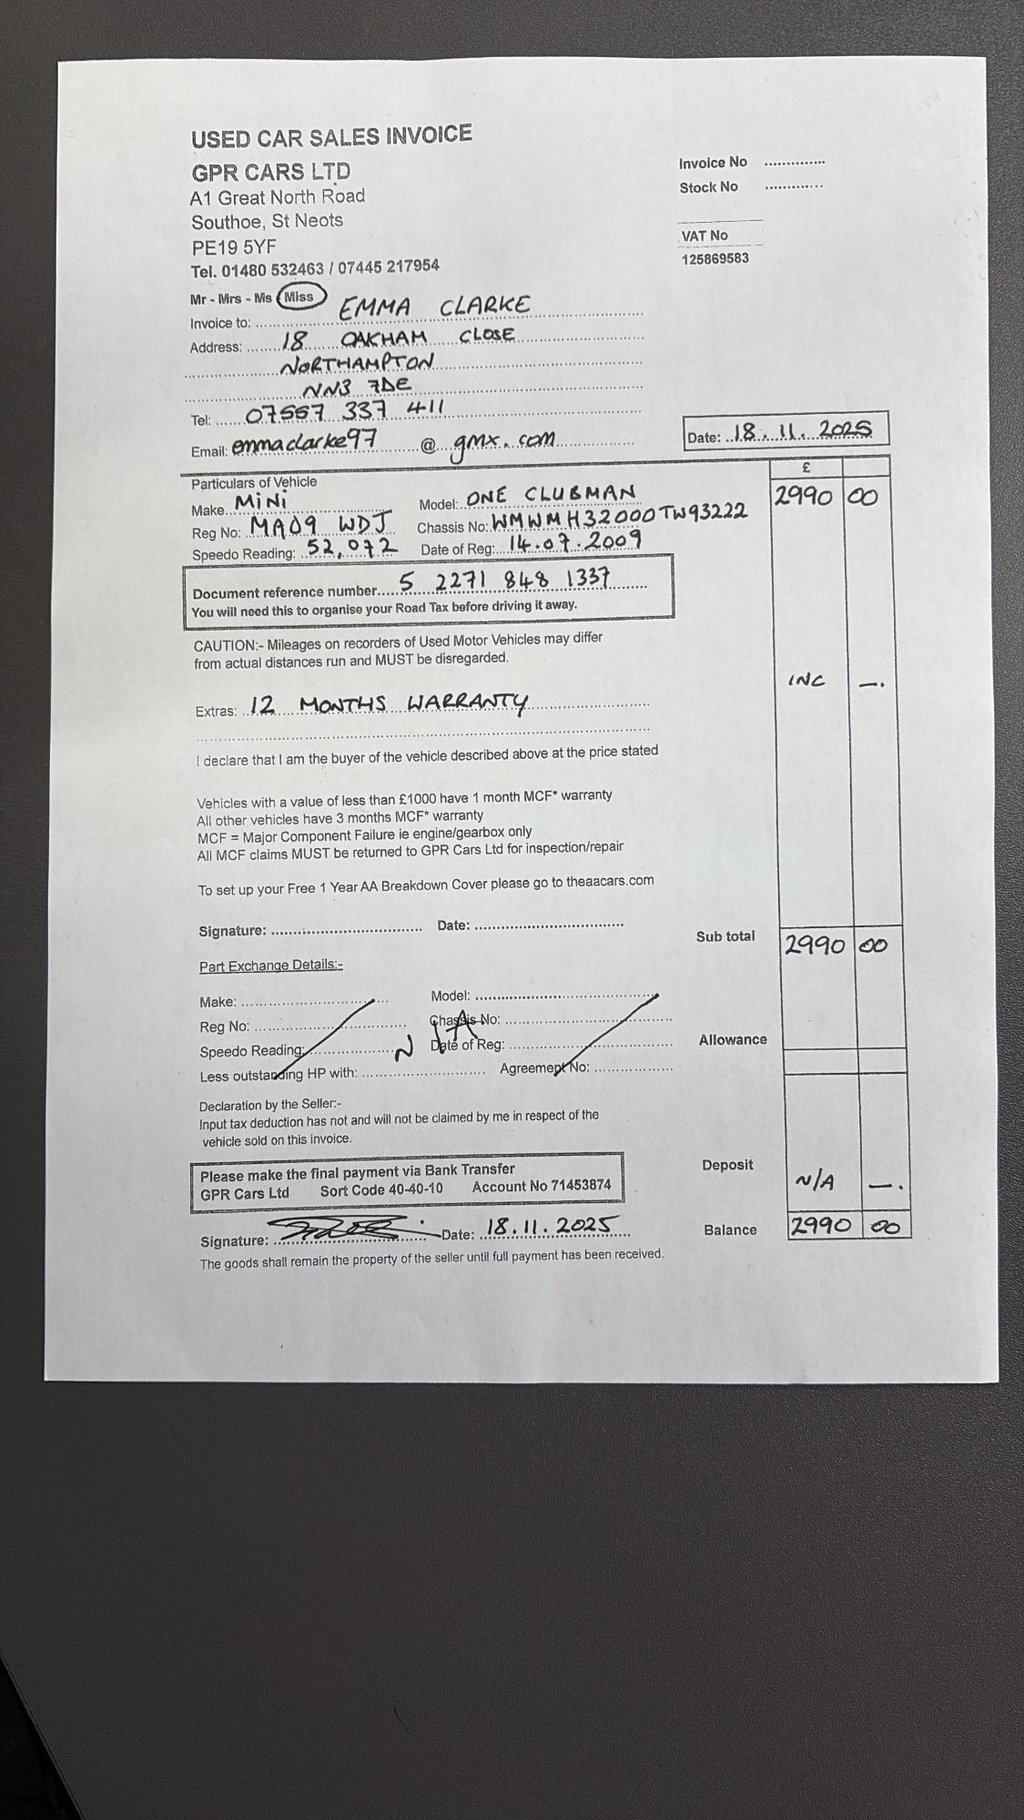 USED CAR SALES INVOICE
GPR CARS LTD
A1 Great North Road
Southoe, St Neots
PE19 5YF
Tel. 01480 532463 / 07445 217954
Invoice No ..............
Stock No ..............
VAT No
125869583
Mr - Mrs - Ms Miss
Invoice to: EMMA CLARKE
Address: 18 OAKHAM CLOSE
NORTHAMPTON
NN3 7DE
Tel: 07557 337 411
Email: emmaclarke97 @ gmx.com
Date: 18.11.2025
£
Particulars of Vehicle
Make MINI Model: ONE CLUBMAN 2990 00
Reg No: MA09 WDJ Chassis No: WMWMH32000TW93222
Speedo Reading: 52,072 Date of Reg: 14.07.2009
Document reference number 5 2271 848 1337
You will need this to organise your Road Tax before driving it away.
CAUTION:- Mileages on recorders of Used Motor Vehicles may differ
from actual distances run and MUST be disregarded.
INC —.
Extras: 12 MONTHS WARRANTY
I declare that I am the buyer of the vehicle described above at the price stated
Vehicles with a value of less than £1000 have 1 month MCF* warranty
All other vehicles have 3 months MCF* warranty
MCF = Major Component Failure ie engine/gearbox only
All MCF claims MUST be returned to GPR Cars Ltd for inspection/repair
To set up your Free 1 Year AA Breakdown Cover please go to theaacars.com
Signature: .............................. Date: ..............................
Sub total 2990 00
Part Exchange Details:-
Make: .............................. Model: ..............................
Reg No: .............................. Chassis No: ..............................
N/A
Speedo Reading: .............................. Date of Reg: ..............................
Allowance
Less outstanding HP with: .............................. Agreement No: ..............................
Declaration by the Seller:-
Input tax deduction has not and will not be claimed by me in respect of the
vehicle sold on this invoice.
Please make the final payment via Bank Transfer
GPR Cars Ltd Sort Code 40-40-10 Account No 71453874
Deposit N/A —.
Signature: Date: 18.11.2025
Balance 2990 00
The goods shall remain the property of the seller until full payment has been received.